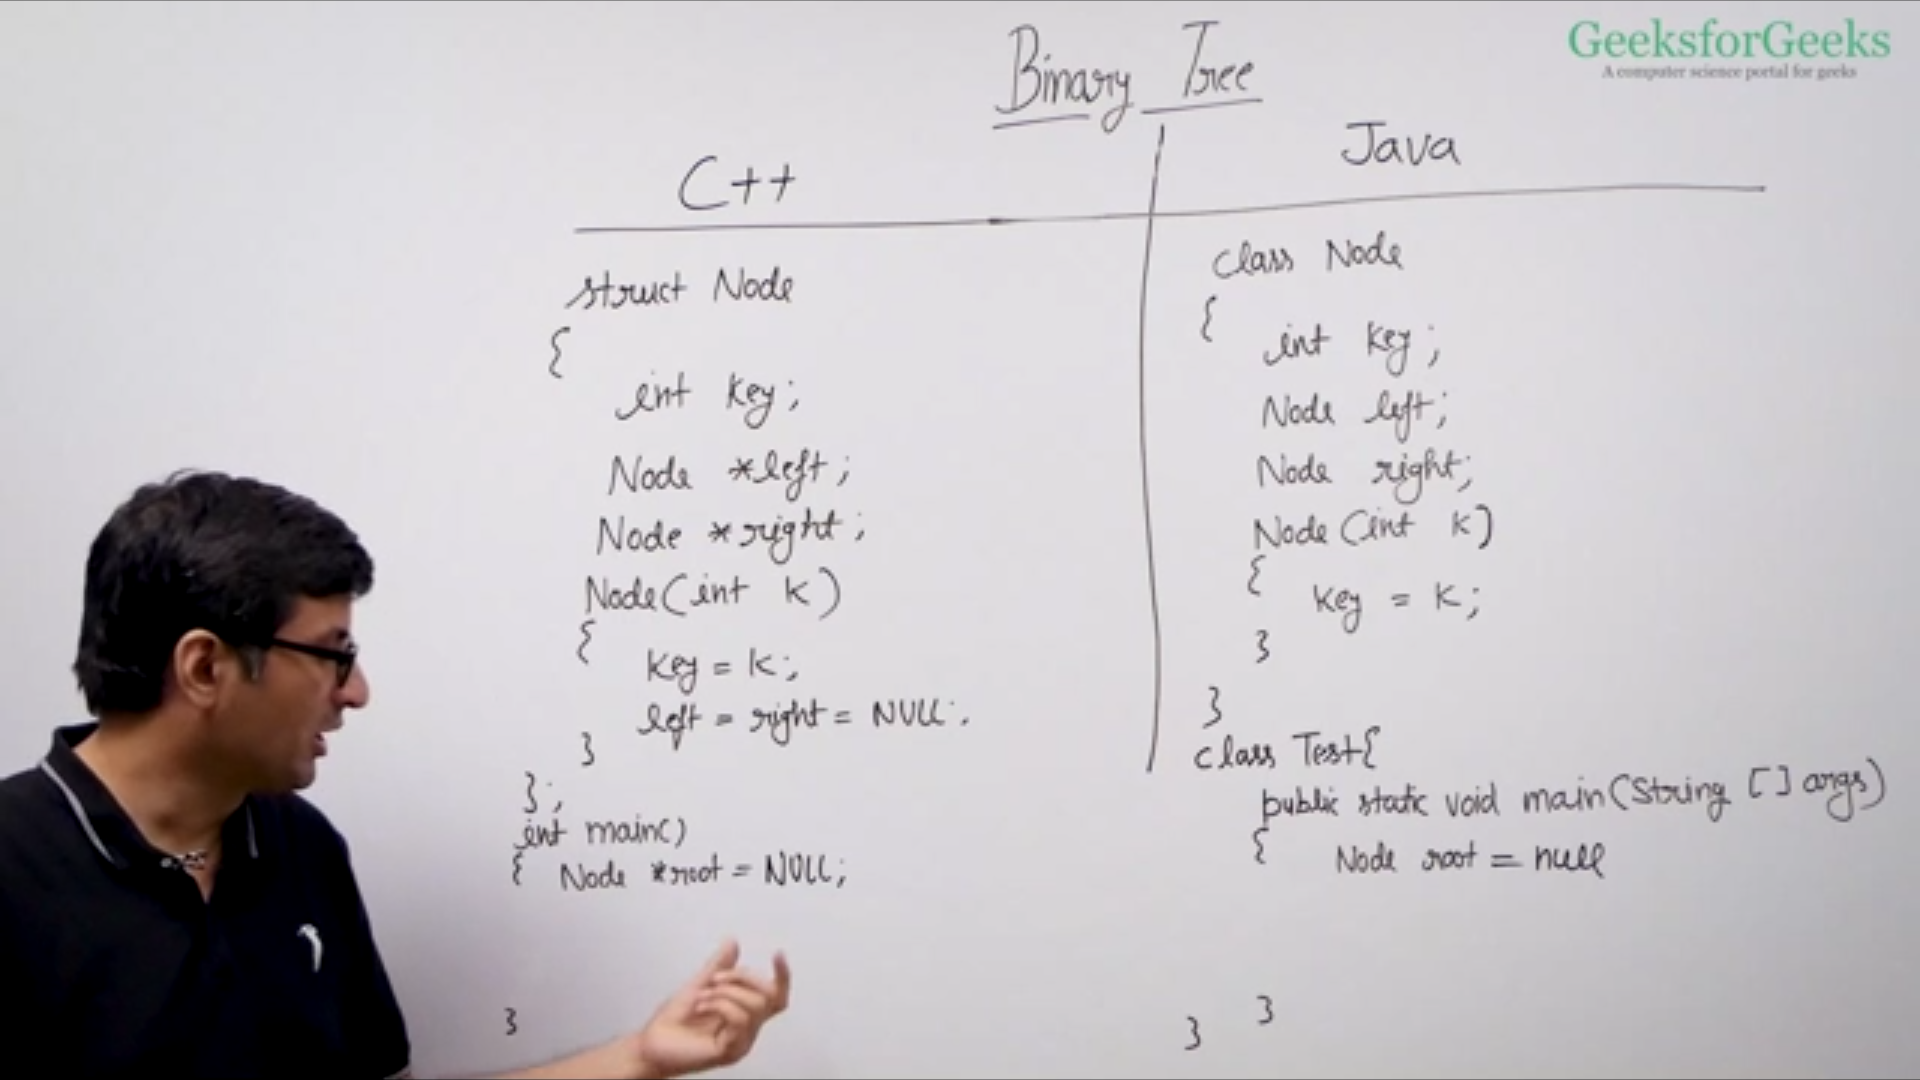 GeeksforGeeks
A computer science portal for geeks
Binary Tree
C++
struct Node
{
int key;
Node *left;
Node *right;
Node(int k)
{
key = k;
left = right = NULL;
}
};
int main()
{ Node *root = NULL;
}
Java
class Node
{
int key;
Node left;
Node right;
Node(int k)
{
key = k;
}
}
class Test{
public static void main(String [] args)
{ Node root = null
}
}